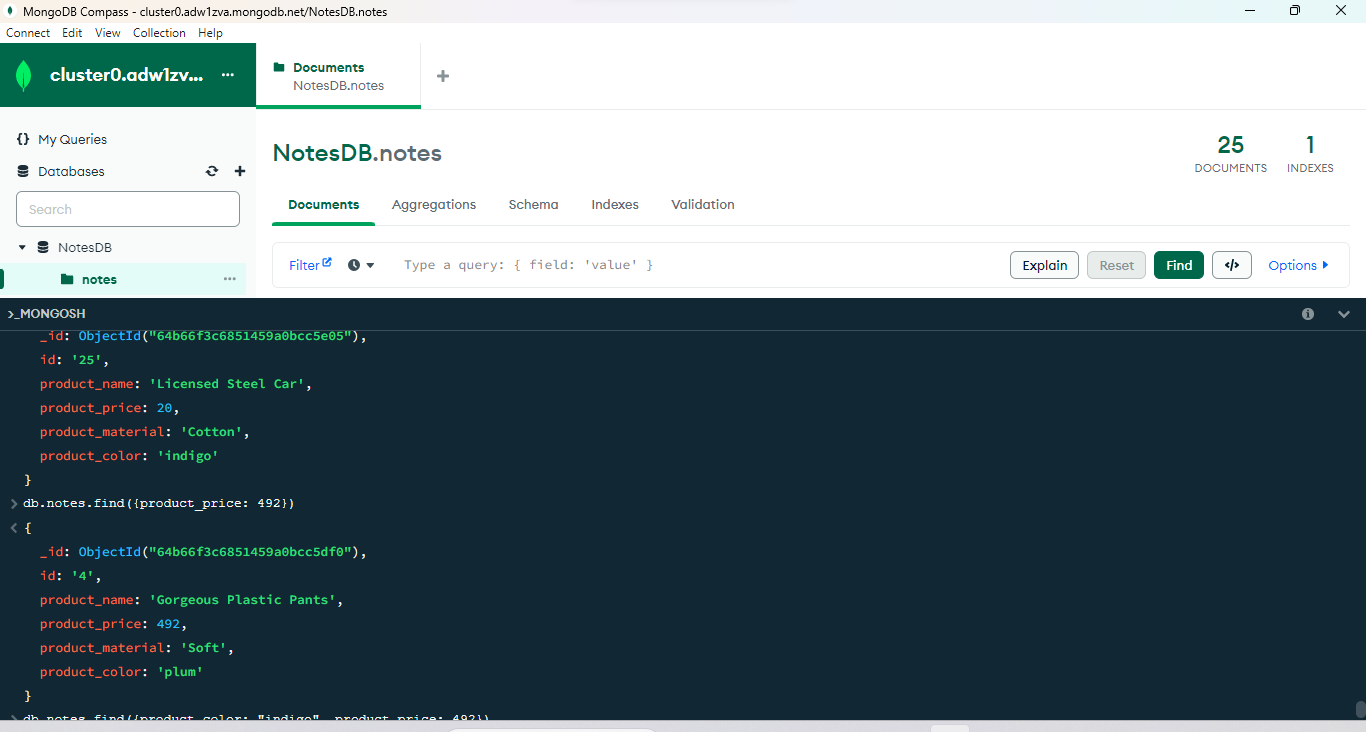 MongoDB Compass - cluster0.adw1zva.mongodb.net/NotesDB.notes
Connect Edit View Collection Help
cluster0.adw1zv... ...
Documents
NotesDB.notes
+
{} My Queries
Databases
Search
NotesDB
notes ...
NotesDB.notes
25
DOCUMENTS
1
INDEXES
Documents Aggregations Schema Indexes Validation
Filter
Type a query: { field: 'value' }
Explain Reset Find </> Options
>_MONGOSH
_id: ObjectId("64b66f3c6851459a0bcc5e05"),
id: '25',
product_name: 'Licensed Steel Car',
product_price: 20,
product_material: 'Cotton',
product_color: 'indigo'
}
> db.notes.find({product_price: 492})
< {
_id: ObjectId("64b66f3c6851459a0bcc5df0"),
id: '4',
product_name: 'Gorgeous Plastic Pants',
product_price: 492,
product_material: 'Soft',
product_color: 'plum'
}
> db.notes.find({product_color: "indigo", product_price: 492})